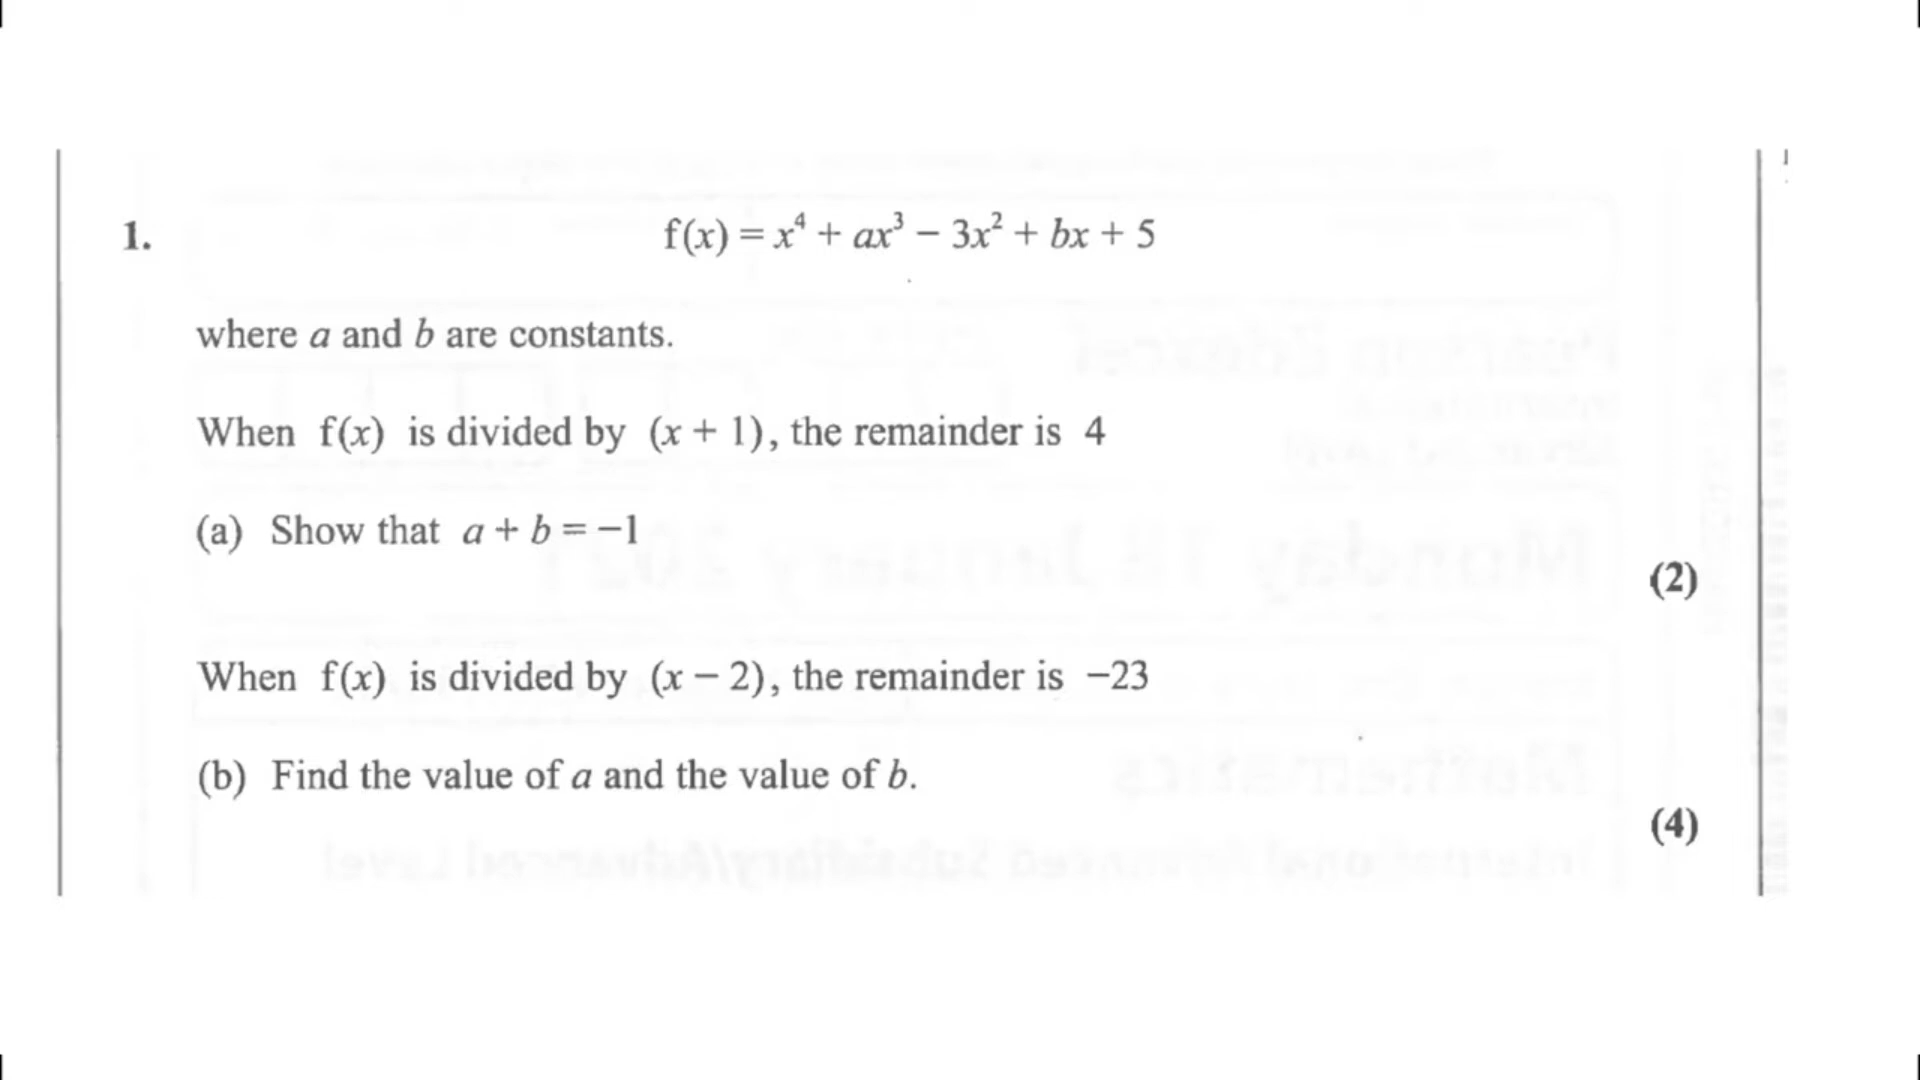 1. f(x) = x⁴ + ax³ − 3x² + bx + 5
where a and b are constants.
When f(x) is divided by (x + 1), the remainder is 4
(a) Show that a + b = −1
(2)
When f(x) is divided by (x − 2), the remainder is −23
(b) Find the value of a and the value of b.
(4)